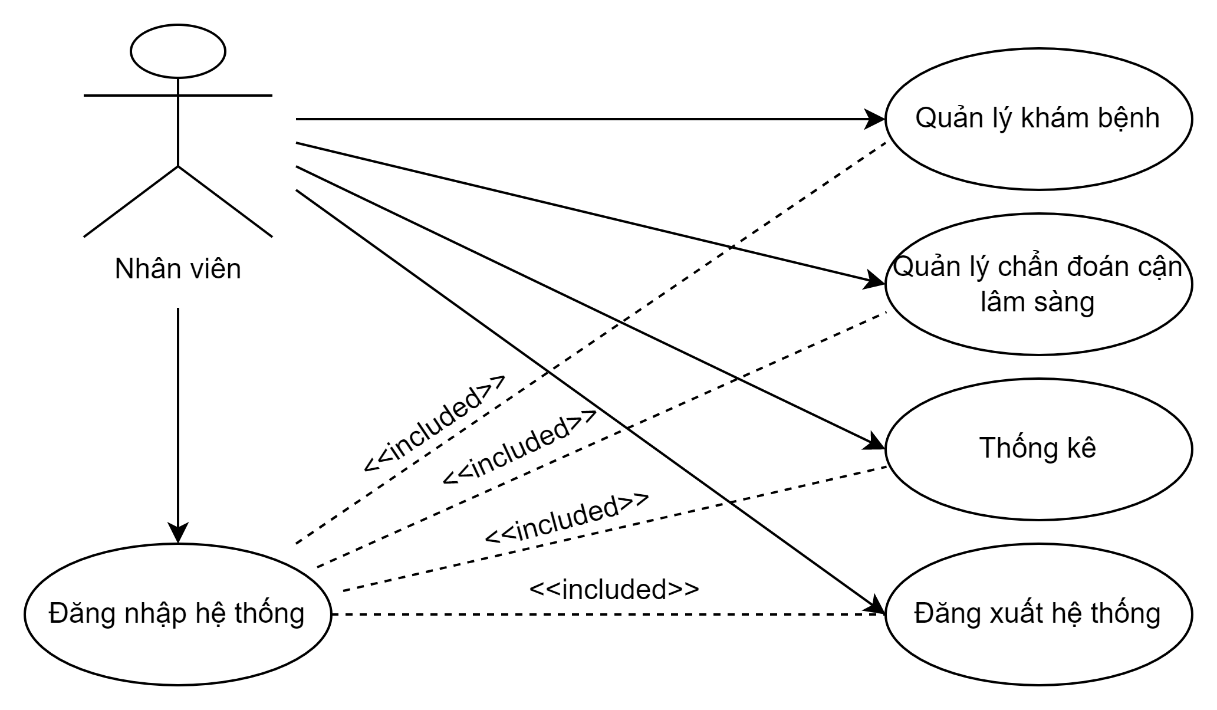 Quản lý khám bệnh
Nhân viên
Quản lý chẩn đoán cận
lâm sàng
<<included>>
<<included>>
Thống kê
<<included>>
<<included>>
Đăng nhập hệ thống
Đăng xuất hệ thống